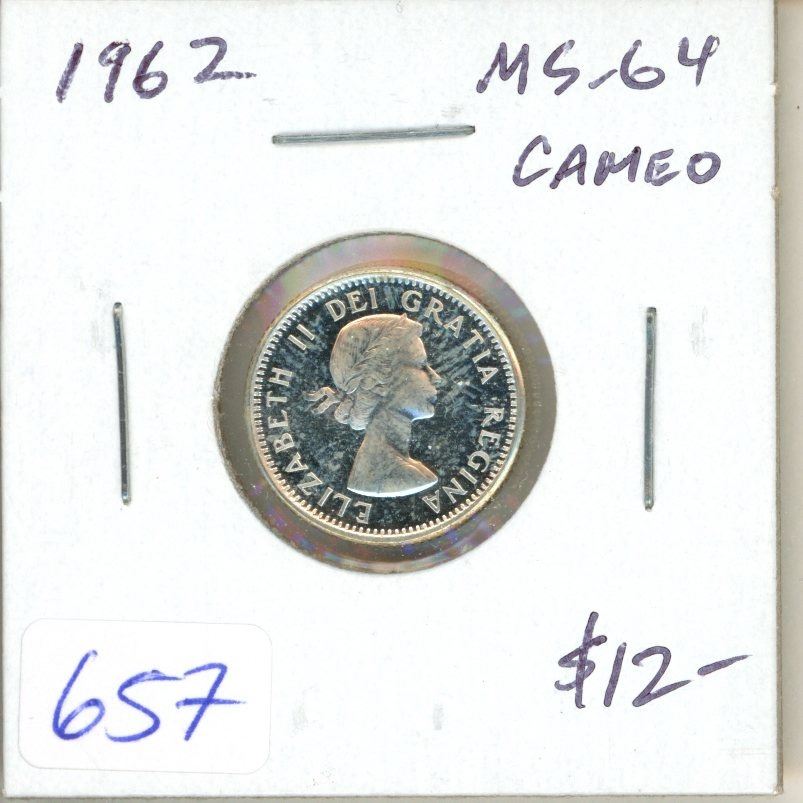 1962 MS-64
CAMEO
ELIZABETH II DEI GRATIA REGINA
$12-
657